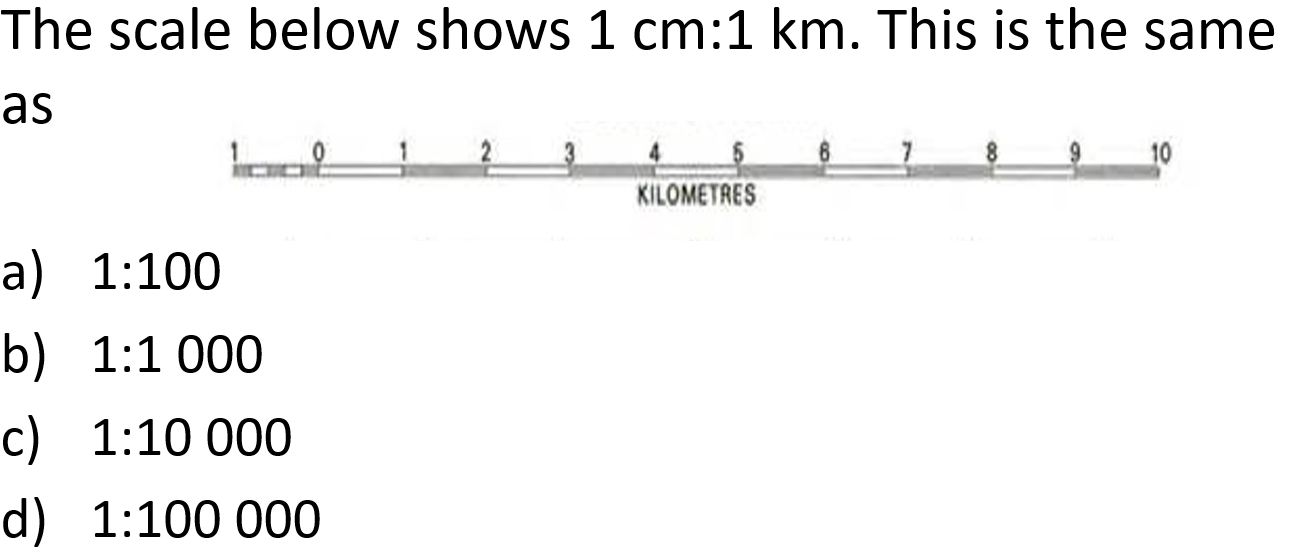 The scale below shows 1 cm:1 km. This is the same
as
1 0 1 2 3 4 5 6 7 8 9 10
KILOMETRES
a) 1:100
b) 1:1 000
c) 1:10 000
d) 1:100 000